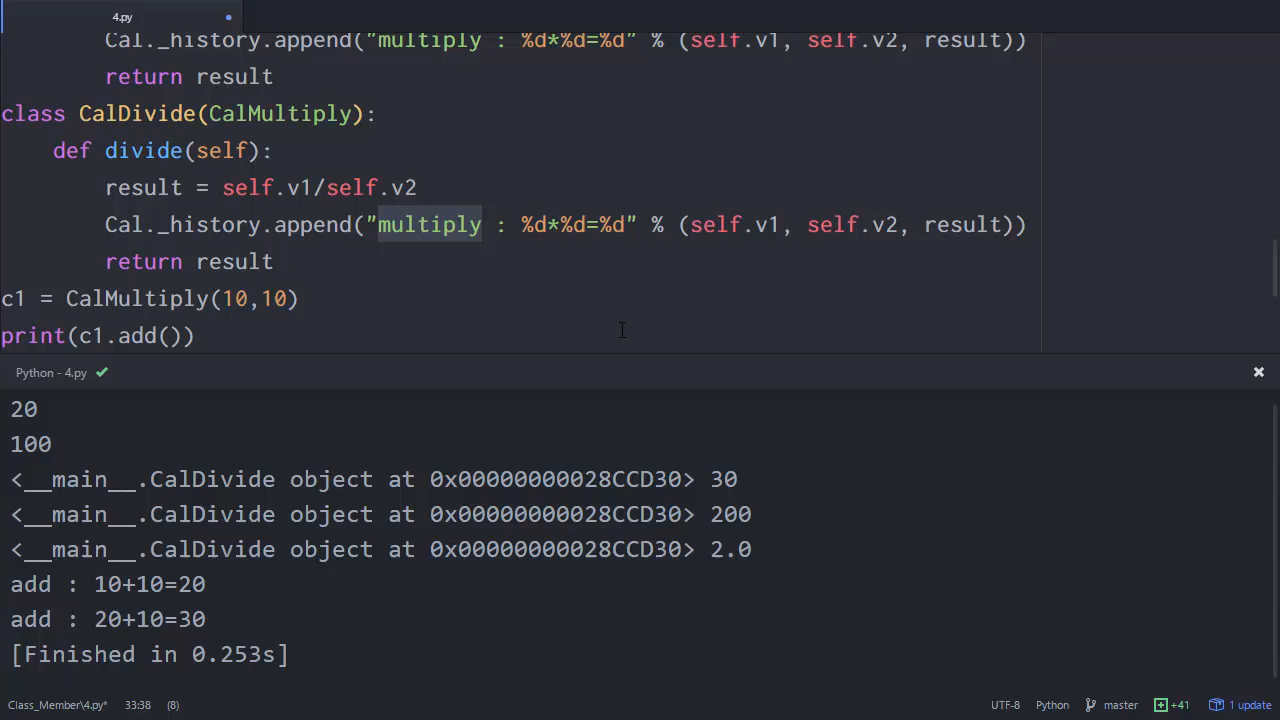 4.py
Cal._history.append("multiply : %d*%d=%d" % (self.v1, self.v2, result))
return result
class CalDivide(CalMultiply):
def divide(self):
result = self.v1/self.v2
Cal._history.append("multiply : %d*%d=%d" % (self.v1, self.v2, result))
return result
c1 = CalMultiply(10,10)
print(c1.add())
Python - 4.py
20
100
<__main__.CalDivide object at 0x00000000028CCD30> 30
<__main__.CalDivide object at 0x00000000028CCD30> 200
<__main__.CalDivide object at 0x00000000028CCD30> 2.0
add : 10+10=20
add : 20+10=30
[Finished in 0.253s]
Class_Member\4.py* 33:38 (8) UTF-8 Python master +41 1 update